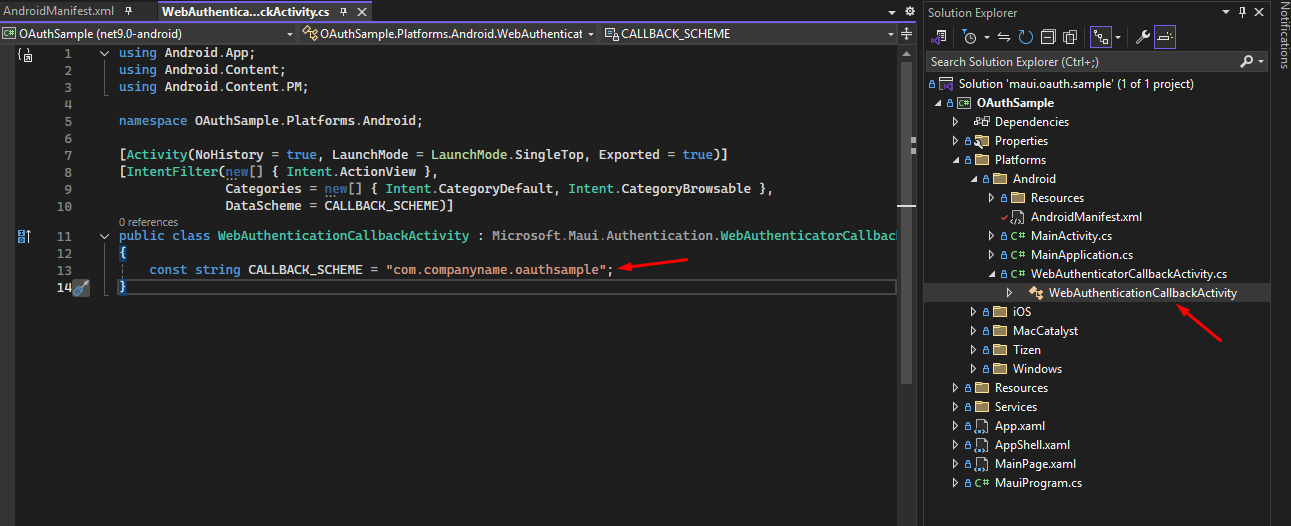 AndroidManifest.xml
WebAuthentica...ckActivity.cs
OAuthSample (net9.0-android)
OAuthSample.Platforms.Android.WebAuthenticat
CALLBACK_SCHEME
1 using Android.App;
2 using Android.Content;
3 using Android.Content.PM;
4
5 namespace OAuthSample.Platforms.Android;
6
7 [Activity(NoHistory = true, LaunchMode = LaunchMode.SingleTop, Exported = true)]
8 [IntentFilter(new[] { Intent.ActionView },
9 Categories = new[] { Intent.CategoryDefault, Intent.CategoryBrowsable },
10 DataScheme = CALLBACK_SCHEME)]
0 references
11 public class WebAuthenticationCallbackActivity : Microsoft.Maui.Authentication.WebAuthenticatorCallbac
12 {
13 const string CALLBACK_SCHEME = "com.companyname.oauthsample";
14 }
Solution Explorer
Search Solution Explorer (Ctrl+;)
Solution 'maui.oauth.sample' (1 of 1 project)
OAuthSample
Dependencies
Properties
Platforms
Android
Resources
AndroidManifest.xml
C# MainActivity.cs
C# MainApplication.cs
C# WebAuthenticatorCallbackActivity.cs
WebAuthenticationCallbackActivity
iOS
MacCatalyst
Tizen
Windows
Resources
Services
App.xaml
AppShell.xaml
MainPage.xaml
C# MauiProgram.cs
Notifications